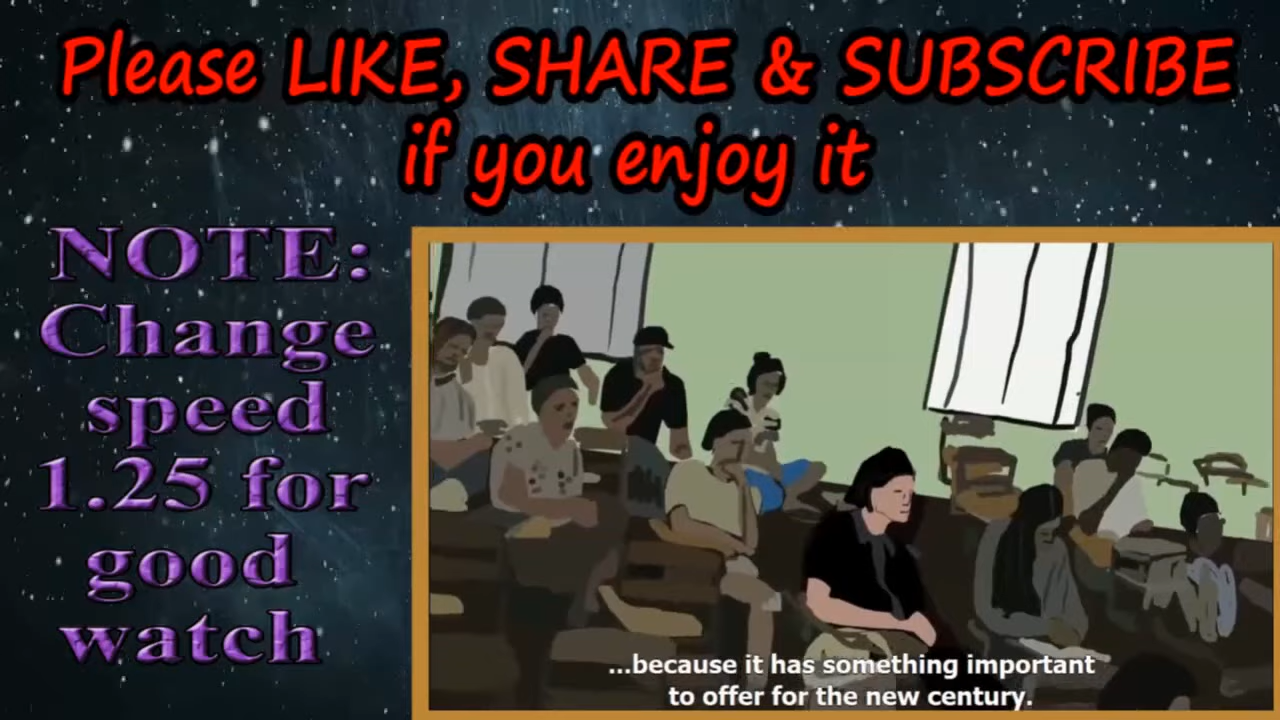 Please LIKE, SHARE & SUBSCRIBE
if you enjoy it
NOTE:
Change
speed
1.25 for
good
watch
...because it has something important
to offer for the new century.